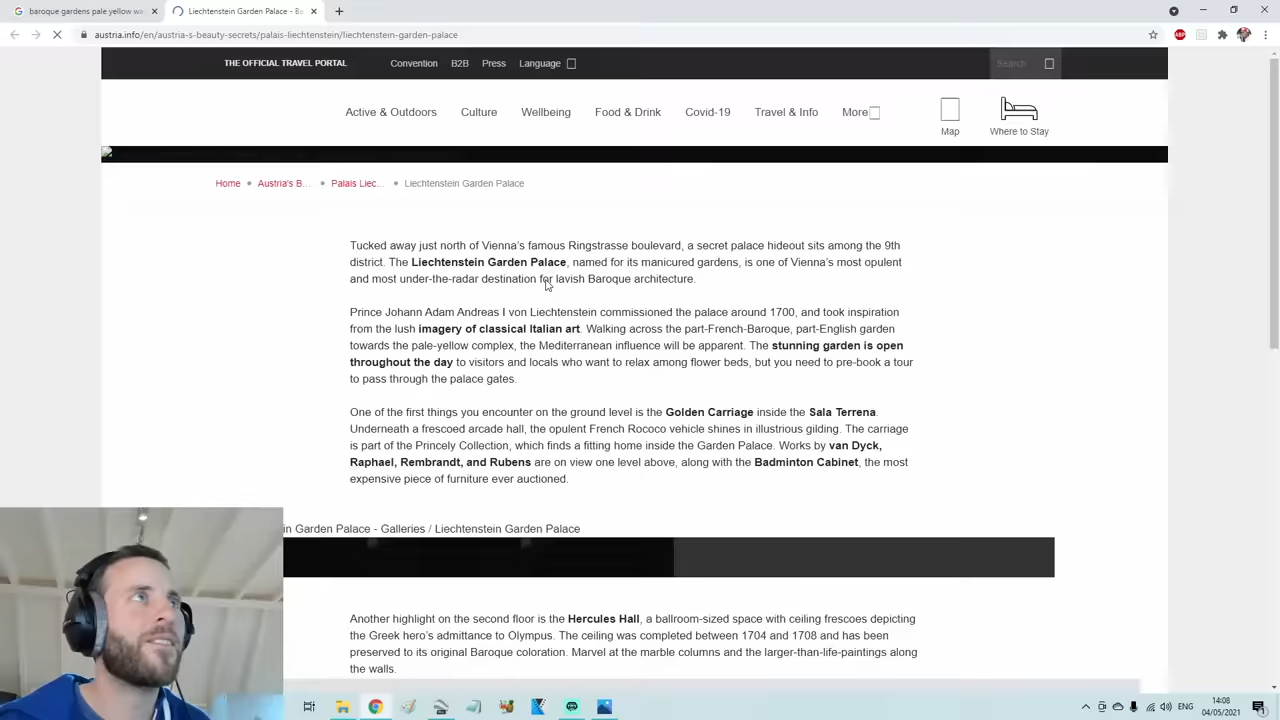 baroque gardens pale yellow wa
Liechtenstein Garden Palace - Ba
austria.info/en/austria-s-beauty-secrets/palais-liechtenstein/liechtenstein-garden-palace
ABP
THE OFFICIAL TRAVEL PORTAL
Convention
B2B
Press
Language
Search
Active & Outdoors
Culture
Wellbeing
Food & Drink
Covid-19
Travel & Info
More
Map
Where to Stay
Home
Austria's B...
Palais Liec...
Liechtenstein Garden Palace
Tucked away just north of Vienna's famous Ringstrasse boulevard, a secret palace hideout sits among the 9th
district. The Liechtenstein Garden Palace, named for its manicured gardens, is one of Vienna's most opulent
and most under-the-radar destination for lavish Baroque architecture.
Prince Johann Adam Andreas I von Liechtenstein commissioned the palace around 1700, and took inspiration
from the lush imagery of classical Italian art. Walking across the part-French-Baroque, part-English garden
towards the pale-yellow complex, the Mediterranean influence will be apparent. The stunning garden is open
throughout the day to visitors and locals who want to relax among flower beds, but you need to pre-book a tour
to pass through the palace gates.
One of the first things you encounter on the ground level is the Golden Carriage inside the Sala Terrena.
Underneath a frescoed arcade hall, the opulent French Rococo vehicle shines in illustrious gilding. The carriage
is part of the Princely Collection, which finds a fitting home inside the Garden Palace. Works by van Dyck,
Raphael, Rembrandt, and Rubens are on view one level above, along with the Badminton Cabinet, the most
expensive piece of furniture ever auctioned.
in Garden Palace - Galleries / Liechtenstein Garden Palace
Another highlight on the second floor is the Hercules Hall, a ballroom-sized space with ceiling frescoes depicting
the Greek hero's admittance to Olympus. The ceiling was completed between 1704 and 1708 and has been
preserved to its original Baroque coloration. Marvel at the marble columns and the larger-than-life-paintings along
the walls.
14:08
04/05/2021